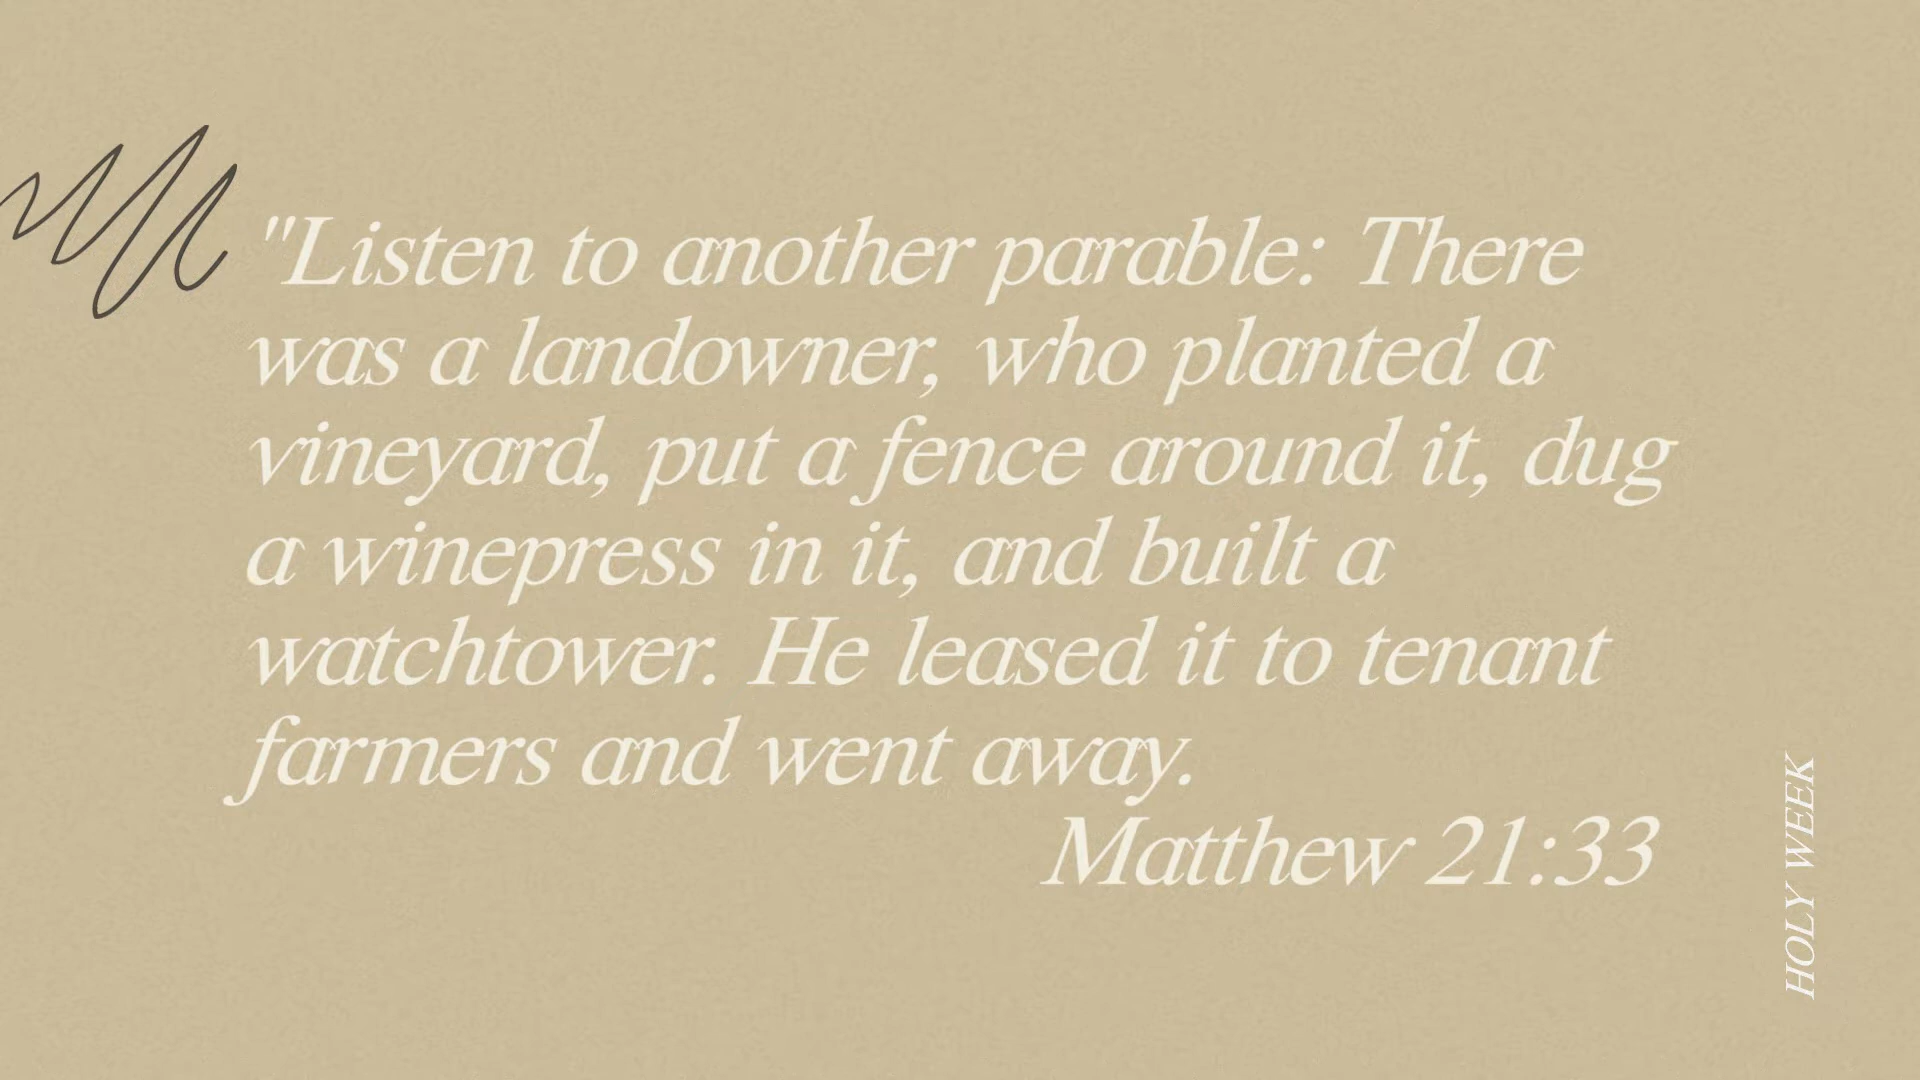 "Listen to another parable: There
was a landowner, who planted a
vineyard, put a fence around it, dug
a winepress in it, and built a
watchtower. He leased it to tenant
farmers and went away.
Matthew 21:33
HOLY WEEK